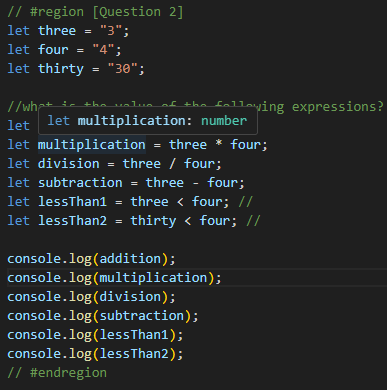 // #region [Question 2]
let three = "3";
let four = "4";
let thirty = "30";
//what is the value of the following expressions?
let multiplication: number
let
let multiplication = three * four;
let division = three / four;
let subtraction = three - four;
let lessThan1 = three < four; //
let lessThan2 = thirty < four; //
console.log(addition);
console.log(multiplication);
console.log(division);
console.log(subtraction);
console.log(lessThan1);
console.log(lessThan2);
// #endregion